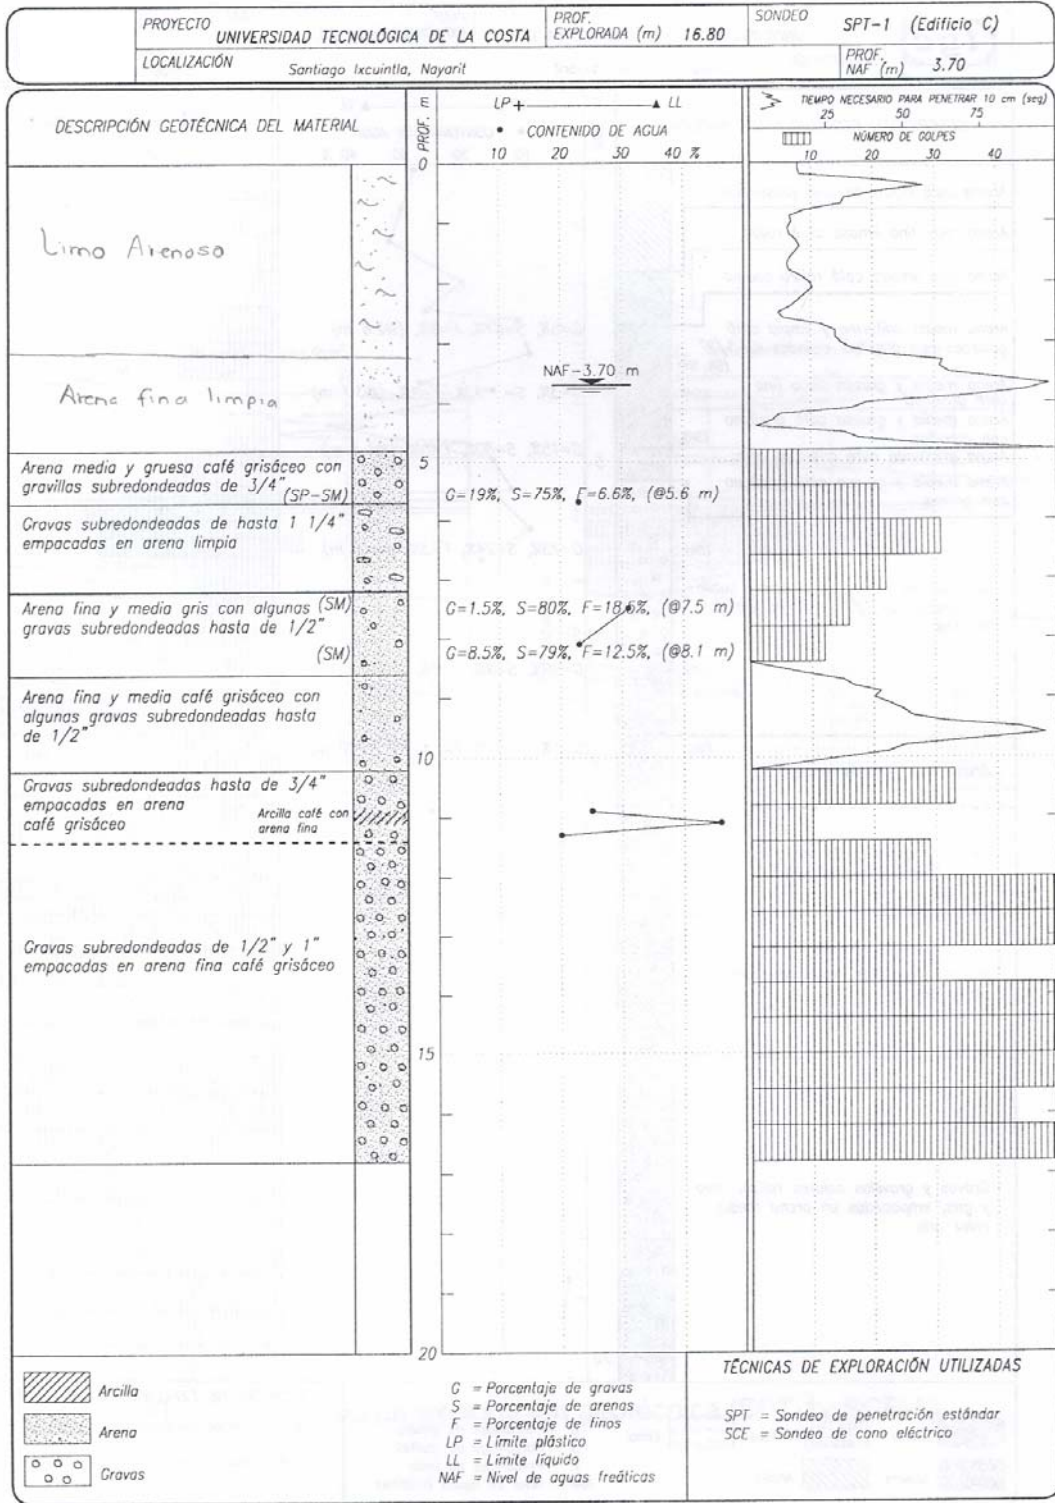 PROYECTO UNIVERSIDAD TECNOLÓGICA DE LA COSTA
PROF. EXPLORADA (m) 16.80
SONDEO SPT-1 (Edificio C)
LOCALIZACIÓN Santiago Ixcuintla, Nayarit
PROF. NAF (m) 3.70
DESCRIPCIÓN GEOTÉCNICA DEL MATERIAL
PROF. m
LP LL
CONTENIDO DE AGUA
10 20 30 40 %
TIEMPO NECESARIO PARA PENETRAR 10 cm (seg)
25 50 75
NÚMERO DE GOLPES
10 20 30 40
0
Limo Arenoso
Arena fina limpia
NAF-3.70 m
Arena media y gruesa café grisáceo con
gravillas subredondeadas de 3/4"
(SP-SM)
5
G=19%, S=75%, F=6.6%, (@5.6 m)
Gravas subredondeadas de hasta 1 1/4"
empacadas en arena limpia
Arena fina y media gris con algunas (SM)
gravas subredondeadas hasta de 1/2"
(SM)
G=1.5%, S=80%, F=18.5%, (@7.5 m)
G=8.5%, S=79%, F=12.5%, (@8.1 m)
Arena fina y media café grisáceo con
algunas gravas subredondeadas hasta
de 1/2"
10
Gravas subredondeadas hasta de 3/4"
empacadas en arena
café grisáceo
Arcilla café con
arena fina
Gravas subredondeadas de 1/2" y 1"
empacadas en arena fina café grisáceo
15
20
Arcilla
Arena
Gravas
G = Porcentaje de gravas
S = Porcentaje de arenas
F = Porcentaje de finos
LP = Límite plástico
LL = Límite líquido
NAF = Nivel de aguas freáticas
TÉCNICAS DE EXPLORACIÓN UTILIZADAS
SPT = Sondeo de penetración estándar
SCE = Sondeo de cono eléctrico